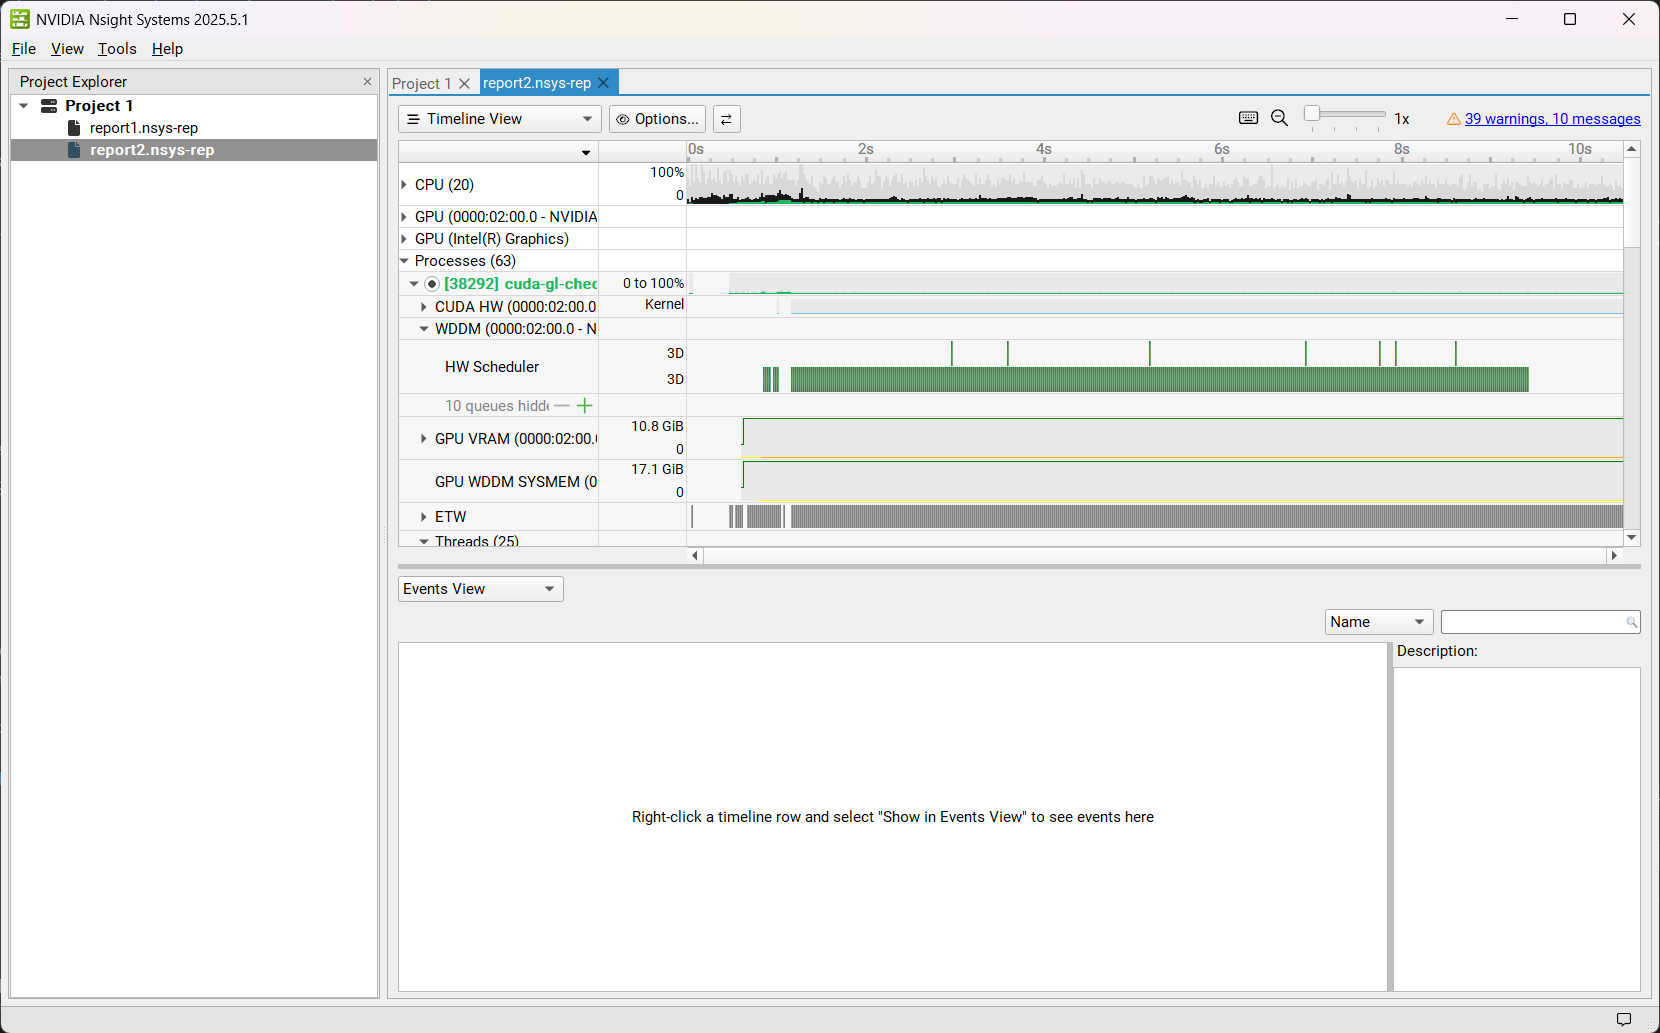 NVIDIA Nsight Systems 2025.5.1
File View Tools Help
Project Explorer
Project 1
report1.nsys-rep
report2.nsys-rep
Project 1
report2.nsys-rep
Timeline View
Options...
1x
39 warnings, 10 messages
0s 2s 4s 6s 8s 10s
CPU (20)
100%
0
GPU (0000:02:00.0 - NVIDIA
GPU (Intel(R) Graphics)
Processes (63)
[38292] cuda-gl-chec
0 to 100%
CUDA HW (0000:02:00.0
Kernel
WDDM (0000:02:00.0 - N
HW Scheduler
3D
3D
10 queues hidde
GPU VRAM (0000:02:00.0
10.8 GiB
0
GPU WDDM SYSMEM (0
17.1 GiB
0
ETW
Threads (25)
Events View
Name
Description:
Right-click a timeline row and select "Show in Events View" to see events here